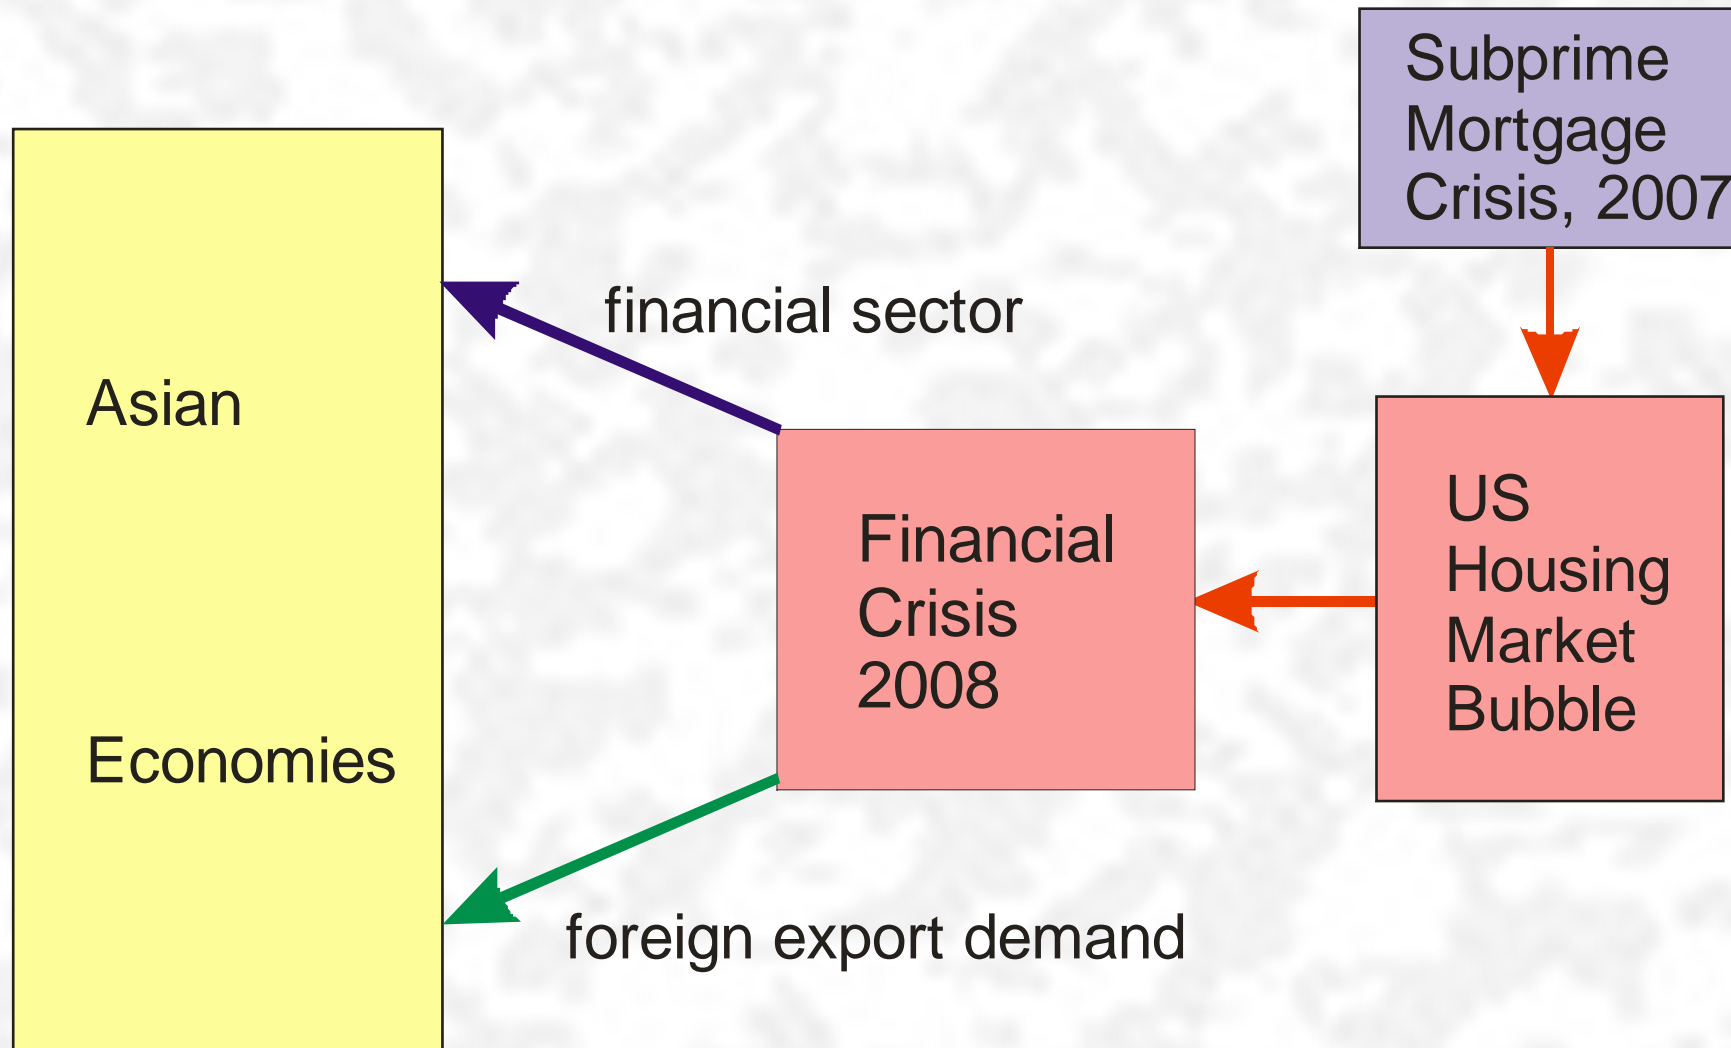 Subprime
Mortgage
Crisis, 2007
financial sector
Asian
Economies
Financial
Crisis
2008
US
Housing
Market
Bubble
foreign export demand